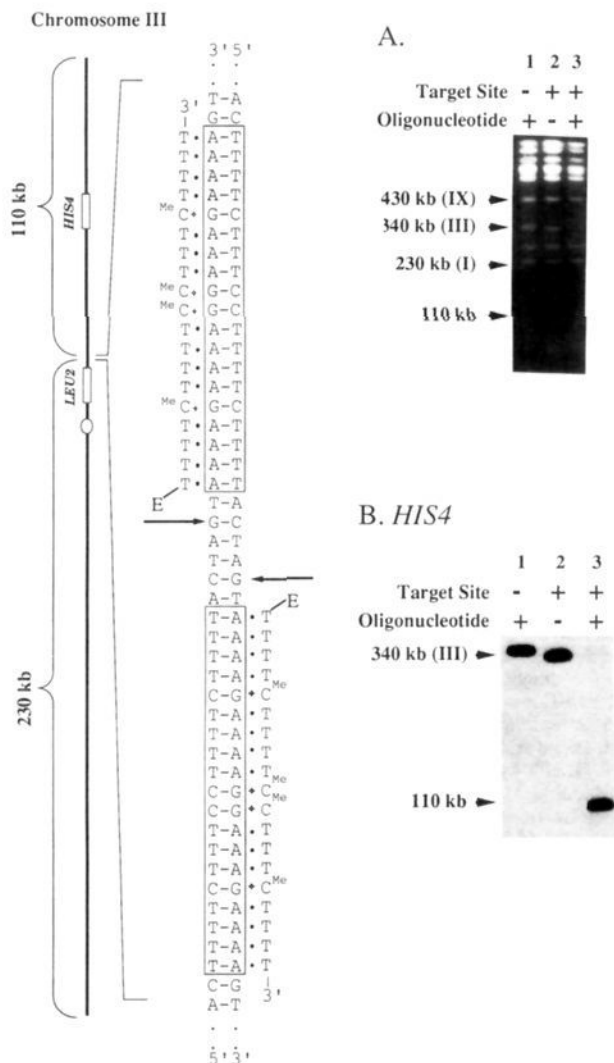 Chromosome III
110 kb
HIS4
LEU2
230 kb
3' 5'
. .
. .
T-A
3' G-C
T • A-T
T • A-T
T • A-T
T • A-T
Me C + G-C
T • A-T
T • A-T
T • A-T
Me C + G-C
Me C + G-C
T • A-T
T • A-T
T • A-T
T • A-T
Me C + G-C
T • A-T
T • A-T
T • A-T
T • A-T
E T-A
G-C
A-T
T-A
C-G
A-T E
T-A • T
T-A • T
T-A • T
T-A • T
C-G + C Me
T-A • T
T-A • T
T-A • T
T-A • T
C-G + C Me
C-G + C Me
T-A • T
T-A • T
T-A • T
C-G + C Me
T-A • T
T-A • T
T-A • T
T-A • T
C-G 3'
A-T
. .
. .
5' 3'
A.
1 2 3
Target Site - + +
Oligonucleotide + - +
430 kb (IX)
340 kb (III)
230 kb (I)
110 kb
B. HIS4
1 2 3
Target Site - + +
Oligonucleotide + - +
340 kb (III)
110 kb